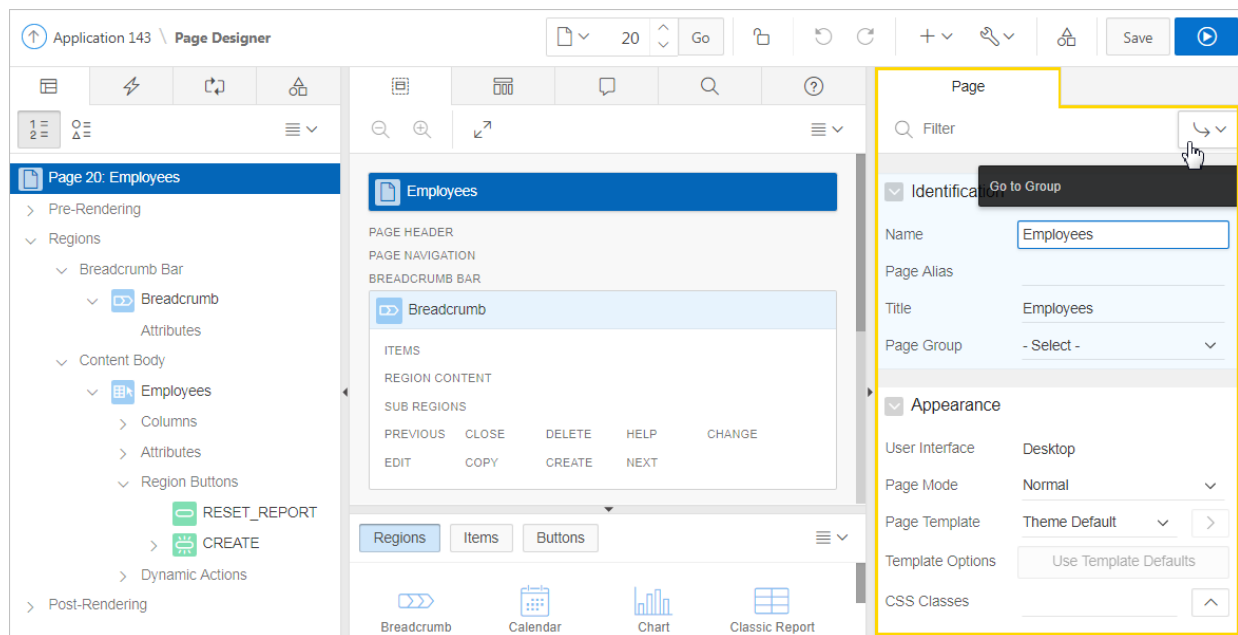 Application 143 \ Page Designer
20
Go
Save
Page 20: Employees
Pre-Rendering
Regions
Breadcrumb Bar
Breadcrumb
Attributes
Content Body
Employees
Columns
Attributes
Region Buttons
RESET_REPORT
CREATE
Dynamic Actions
Post-Rendering
Employees
PAGE HEADER
PAGE NAVIGATION
BREADCRUMB BAR
Breadcrumb
ITEMS
REGION CONTENT
SUB REGIONS
PREVIOUS CLOSE DELETE HELP CHANGE
EDIT COPY CREATE NEXT
Regions Items Buttons
Breadcrumb Calendar Chart Classic Report
Page
Filter
Go to Group
Identification
Name Employees
Page Alias
Title Employees
Page Group - Select -
Appearance
User Interface Desktop
Page Mode Normal
Page Template Theme Default
Template Options Use Template Defaults
CSS Classes